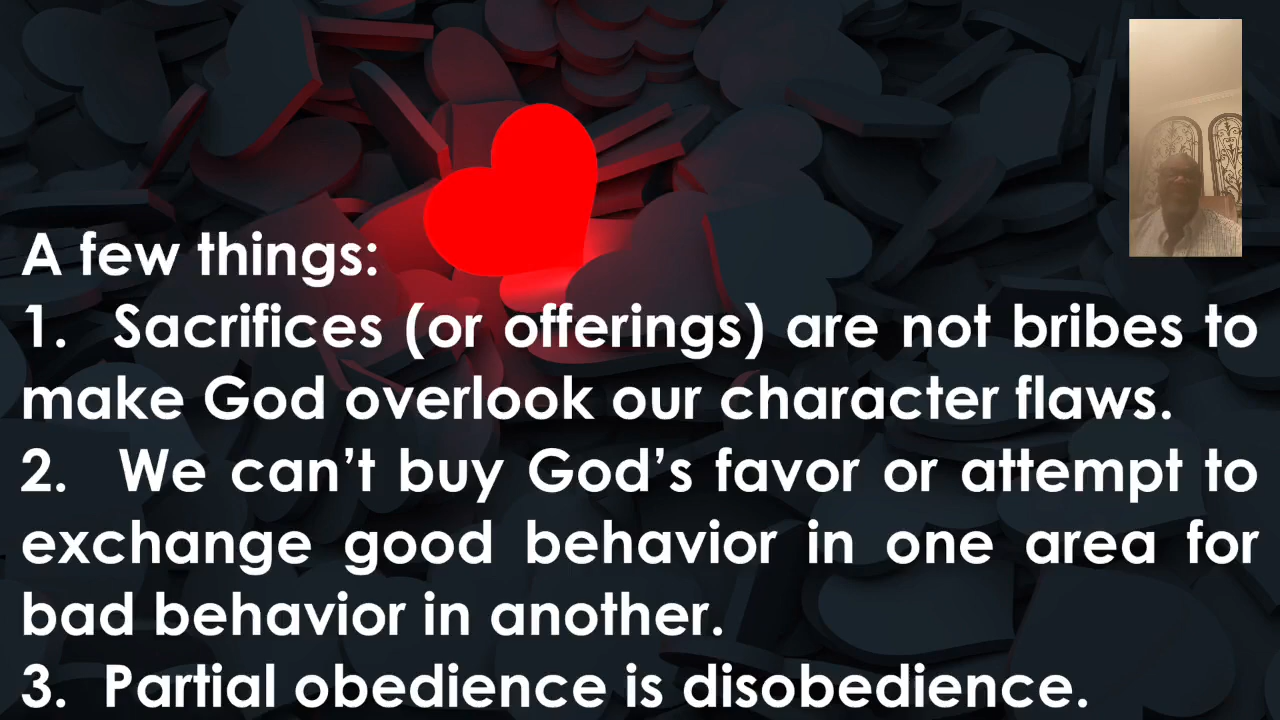 A few things:
1. Sacrifices (or offerings) are not bribes to
make God overlook our character flaws.
2. We can’t buy God’s favor or attempt to
exchange good behavior in one area for
bad behavior in another.
3. Partial obedience is disobedience.